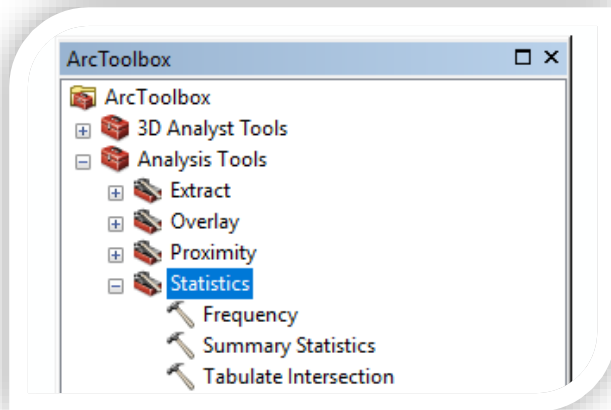 ArcToolbox
ArcToolbox
3D Analyst Tools
Analysis Tools
Extract
Overlay
Proximity
Statistics
Frequency
Summary Statistics
Tabulate Intersection